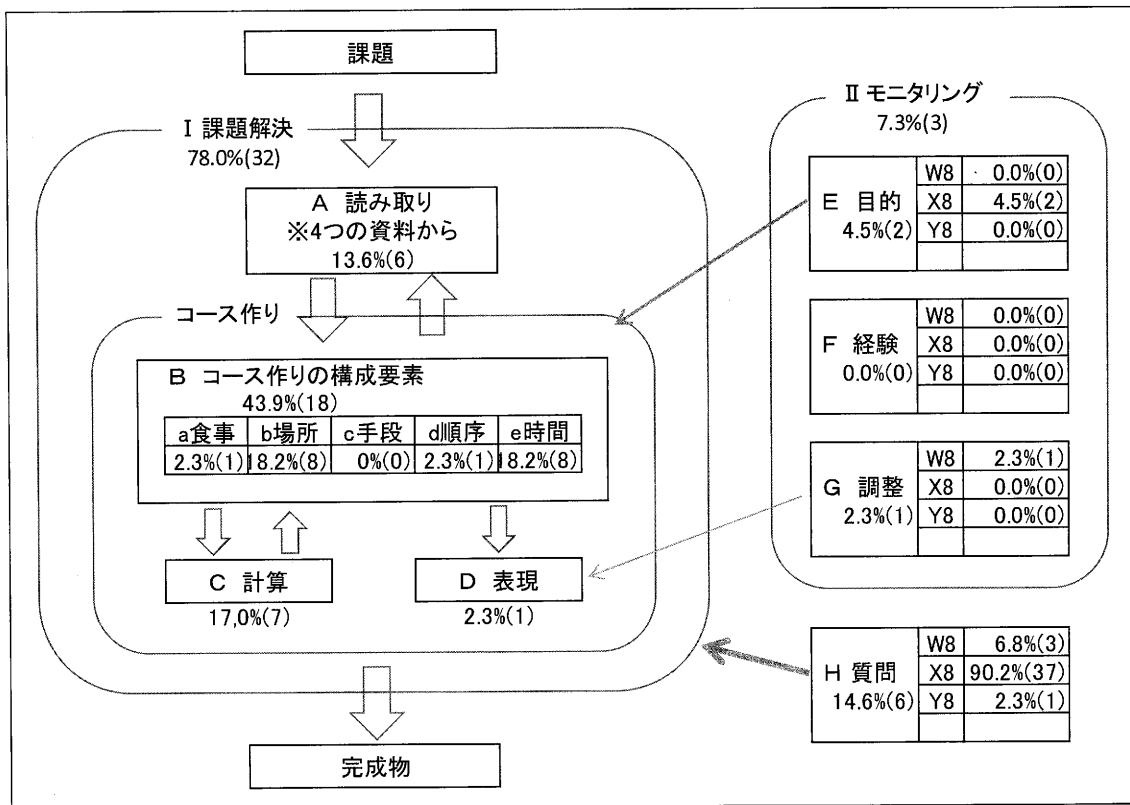 課題
Ⅰ 課題解決
78.0%(32)
A 読み取り
※4つの資料から
13.6%(6)
コース作り
B コース作りの構成要素
43.9%(18)
a食事 b場所 c手段 d順序 e時間
2.3%(1) 18.2%(8) 0%(0) 2.3%(1) 18.2%(8)
C 計算
17,0%(7)
D 表現
2.3%(1)
完成物
Ⅱ モニタリング
7.3%(3)
E 目的
4.5%(2)
W8 0.0%(0)
X8 4.5%(2)
Y8 0.0%(0)
F 経験
0.0%(0)
W8 0.0%(0)
X8 0.0%(0)
Y8 0.0%(0)
G 調整
2.3%(1)
W8 2.3%(1)
X8 0.0%(0)
Y8 0.0%(0)
H 質問
14.6%(6)
W8 6.8%(3)
X8 90.2%(37)
Y8 2.3%(1)